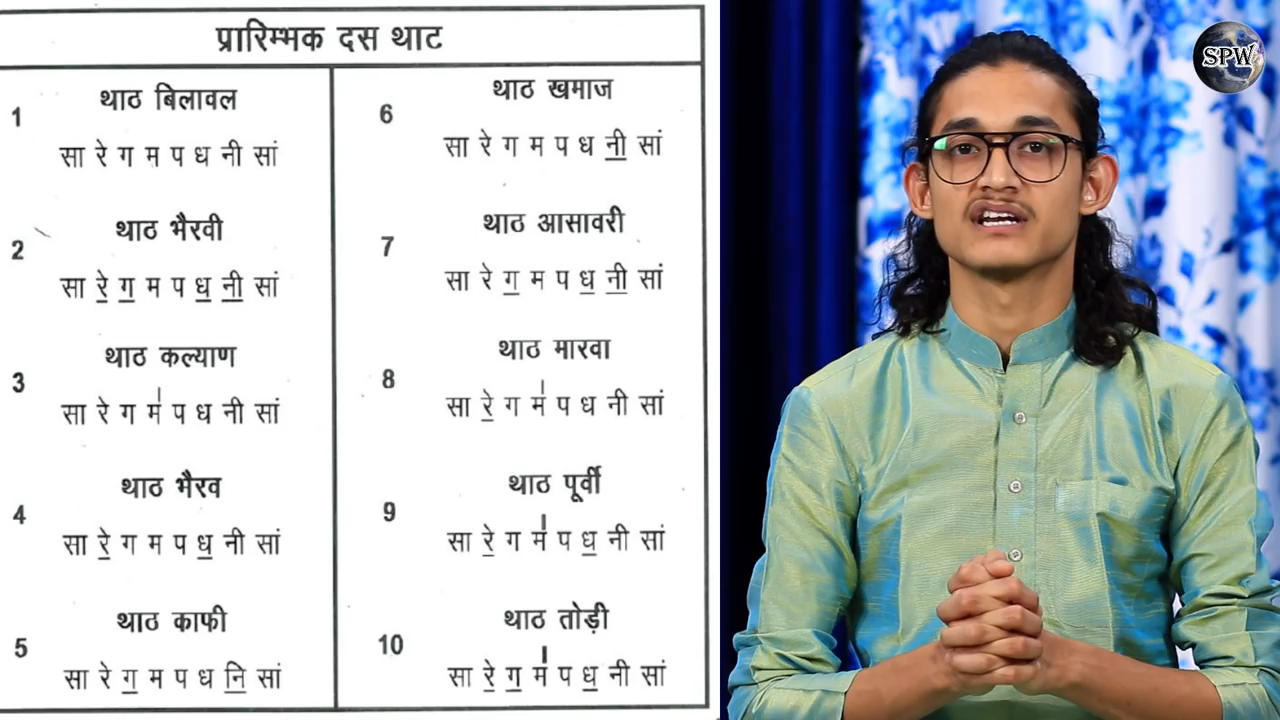 प्रारिम्भक दस थाट
1
थाठ बिलावल
सा रे ग म प ध नी सां
2
थाठ भैरवी
सा रे॒ ग॒ म प ध॒ नी॒ सां
3
थाठ कल्याण
सा रे ग म॑ प ध नी सां
4
थाठ भैरव
सा रे॒ ग म प ध॒ नी सां
5
थाठ काफी
सा रे ग॒ म प ध नि॒ सां
6
थाठ खमाज
सा रे ग म प ध नी॒ सां
7
थाठ आसावरी
सा रे ग॒ म प ध॒ नी॒ सां
8
थाठ मारवा
सा रे॒ ग म॑ प ध नी सां
9
थाठ पूर्वी
सा रे॒ ग म॑ प ध॒ नी सां
10
थाठ तोड़ी
सा रे॒ ग॒ म॑ प ध॒ नी सां
SPW